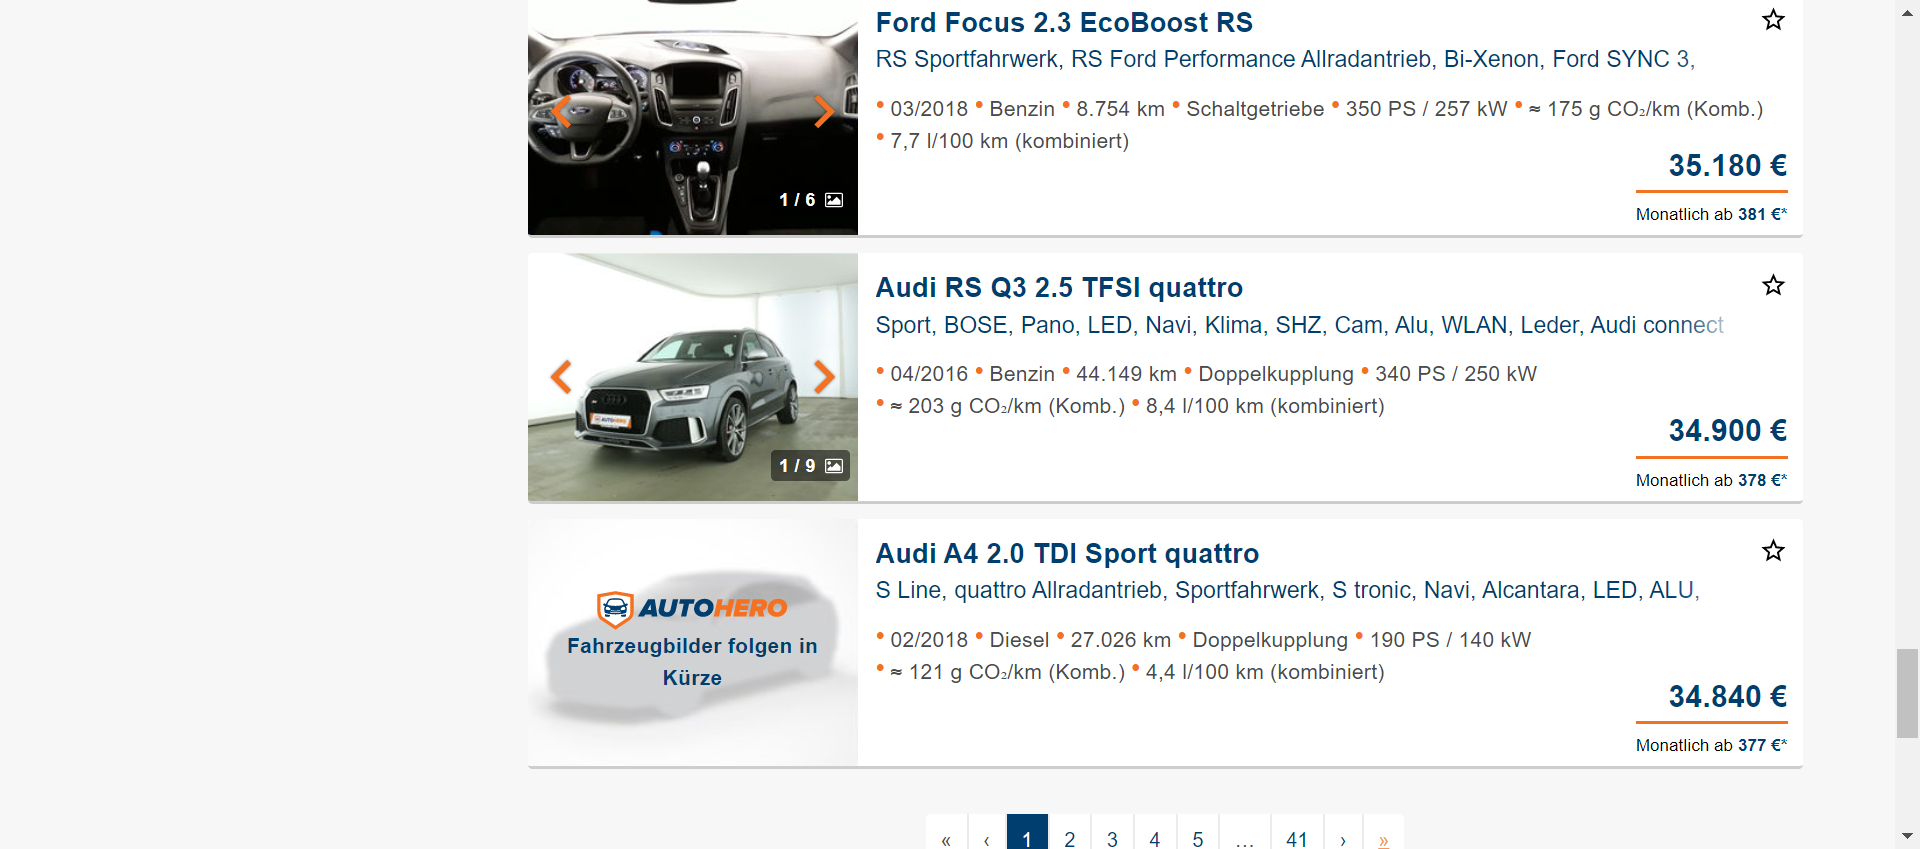 Ford Focus 2.3 EcoBoost RS
RS Sportfahrwerk, RS Ford Performance Allradantrieb, Bi-Xenon, Ford SYNC 3,
• 03/2018 • Benzin • 8.754 km • Schaltgetriebe • 350 PS / 257 kW • ≈ 175 g CO₂/km (Komb.)
• 7,7 l/100 km (kombiniert)
35.180 €
1 / 6
Monatlich ab 381 €*
Audi RS Q3 2.5 TFSI quattro
Sport, BOSE, Pano, LED, Navi, Klima, SHZ, Cam, Alu, WLAN, Leder, Audi connect
• 04/2016 • Benzin • 44.149 km • Doppelkupplung • 340 PS / 250 kW
• ≈ 203 g CO₂/km (Komb.) • 8,4 l/100 km (kombiniert)
AUTOHERO
34.900 €
1 / 9
Monatlich ab 378 €*
Audi A4 2.0 TDI Sport quattro
S Line, quattro Allradantrieb, Sportfahrwerk, S tronic, Navi, Alcantara, LED, ALU,
AUTOHERO
Fahrzeugbilder folgen in
Kürze
• 02/2018 • Diesel • 27.026 km • Doppelkupplung • 190 PS / 140 kW
• ≈ 121 g CO₂/km (Komb.) • 4,4 l/100 km (kombiniert)
34.840 €
Monatlich ab 377 €*
« ‹ 1 2 3 4 5 ... 41 › »